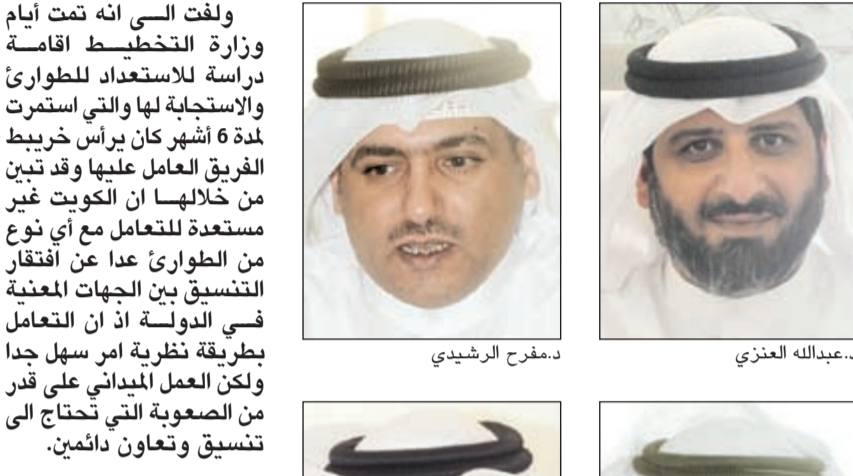 ولفت الى انه تمت أيام
وزارة التخطيط اقامة
دراسة للاستعداد للطوارئ
والاستجابة لها والتي استمرت
لمدة 6 أشهر كان يرأس خريبط
الفريق العامل عليها وقد تبين
من خلالها ان الكويت غير
مستعدة للتعامل مع أي نوع
من الطوارئ عدا عن افتقار
التنسيق بين الجهات المعنية
في الدولة اذ ان التعامل
بطريقة نظرية امر سهل جدا
ولكن العمل الميداني على قدر
من الصعوبة التي تحتاج الى
تنسيق وتعاون دائمين.
د.عبدالله العنزي
د.مفرح الرشيدي